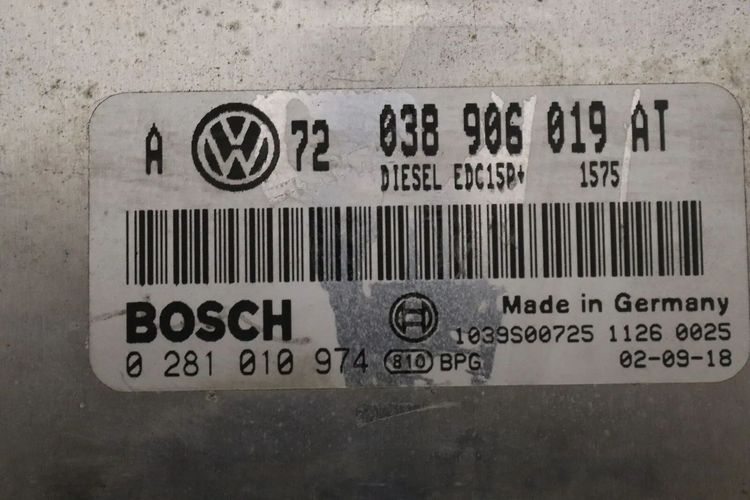 A VW 72 038 906 019 AT
DIESEL EDC15P+ 1575
BOSCH
Made in Germany
1039S00725 1126 0025
0 281 010 974 810 BPG
02-09-18